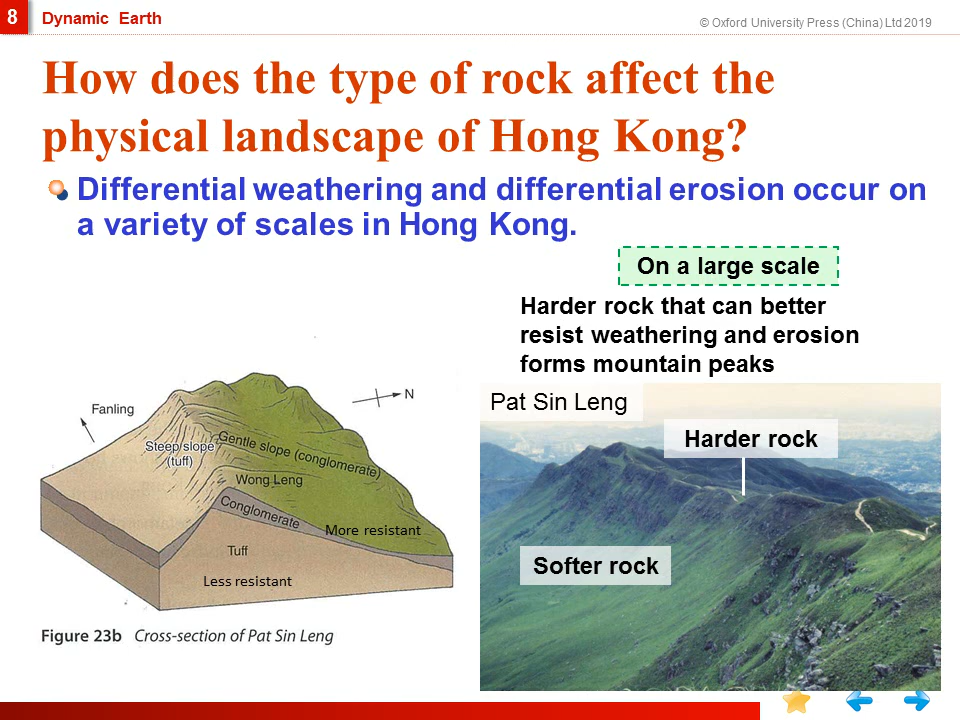 8
Dynamic Earth
© Oxford University Press (China) Ltd 2019
How does the type of rock affect the
physical landscape of Hong Kong?
Differential weathering and differential erosion occur on
a variety of scales in Hong Kong.
On a large scale
Harder rock that can better
resist weathering and erosion
forms mountain peaks
Fanling
N
Steep slope
(tuff)
Gentle slope (conglomerate)
Wong Leng
Conglomerate
More resistant
Tuff
Less resistant
Figure 23b Cross-section of Pat Sin Leng
Pat Sin Leng
Harder rock
Softer rock